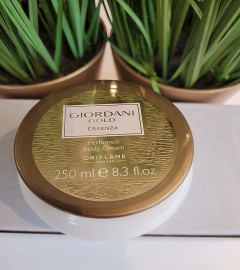 GIORDANI
GOLD
ESSENZA
Perfumed
Body Cream
ORIFLAME
250 ml e 8.3 fl.oz.